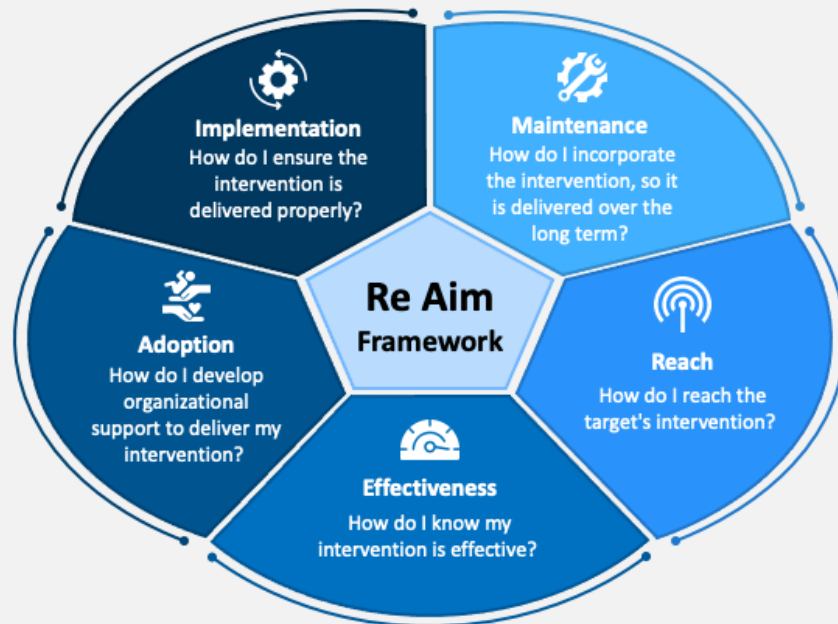 Implementation
How do I ensure the
intervention is
delivered properly?
Maintenance
How do I incorporate
the intervention, so it
is delivered over the
long term?
Re Aim
Framework
Adoption
How do I develop
organizational
support to deliver my
intervention?
Reach
How do I reach the
target's intervention?
Effectiveness
How do I know my
intervention is effective?